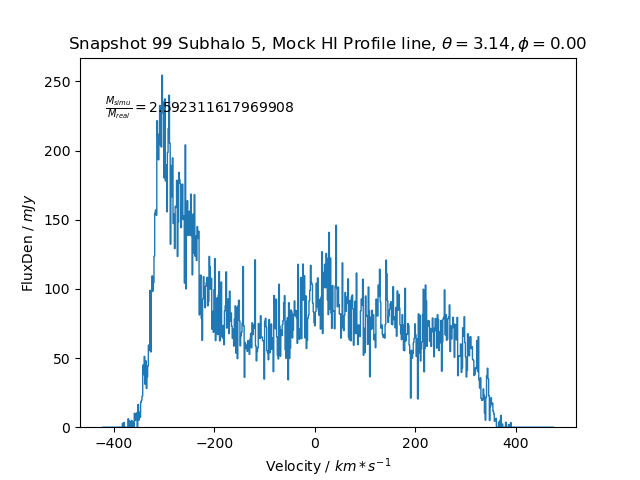 Snapshot 99 Subhalo 5, Mock HI Profile line, θ = 3.14, ϕ = 0.00
M_simu/M_real = 2.592311617969908
FluxDen / mJy
250
200
150
100
50
0
−400 −200 0 200 400
Velocity / km * s⁻¹